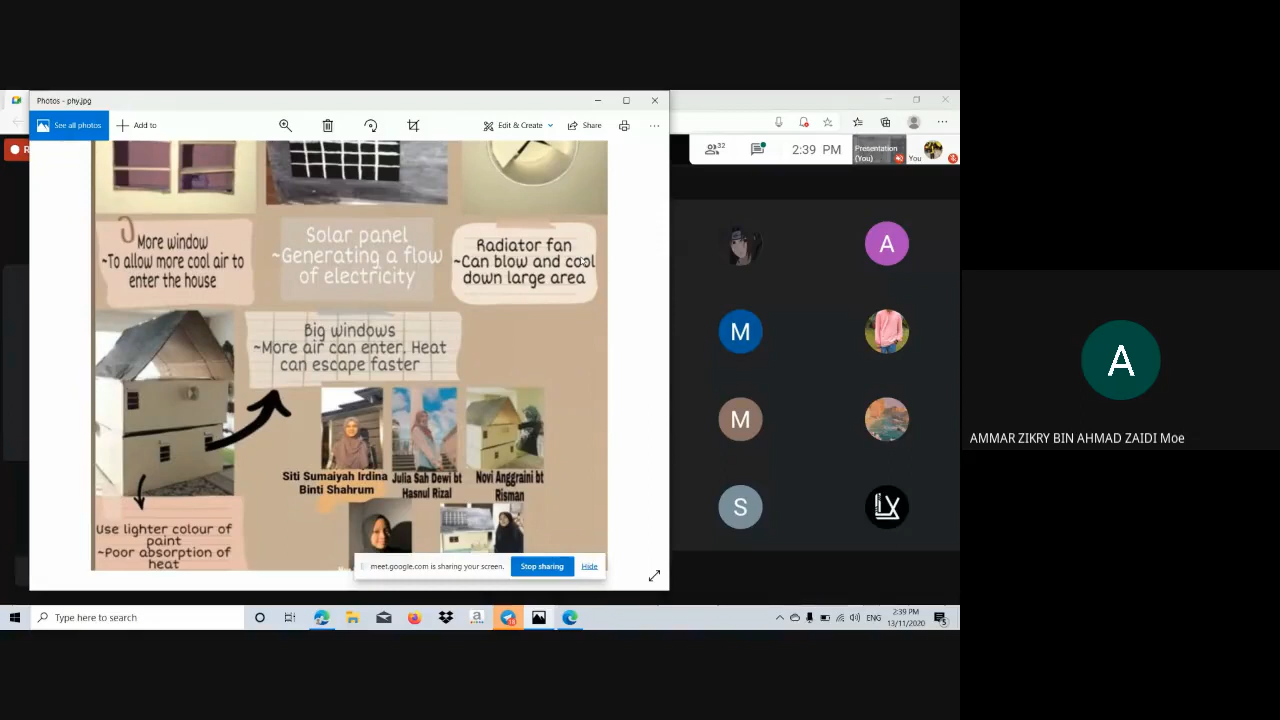 Photos - phy.jpg
See all photos
Add to
Edit & Create
Share
32
2:39 PM
Presentation
(You)
You
R
More window
~To allow more cool air to
enter the house
Solar panel
~Generating a flow
of electricity
Radiator fan
~Can blow and cool
down large area
Big windows
~More air can enter. Heat
can escape faster
Siti Sumaiyah Irdina
Binti Shahrum
Julia Sah Dewi bt
Hasnul Rizal
Novi Anggraini bt
Risman
Use lighter colour of
paint
~Poor absorption of
heat
meet.google.com is sharing your screen.
Stop sharing
Hide
A
M
M
S
LX
A
AMMAR ZIKRY BIN AHMAD ZAIDI Moe
Type here to search
ENG
2:39 PM
13/11/2020
5